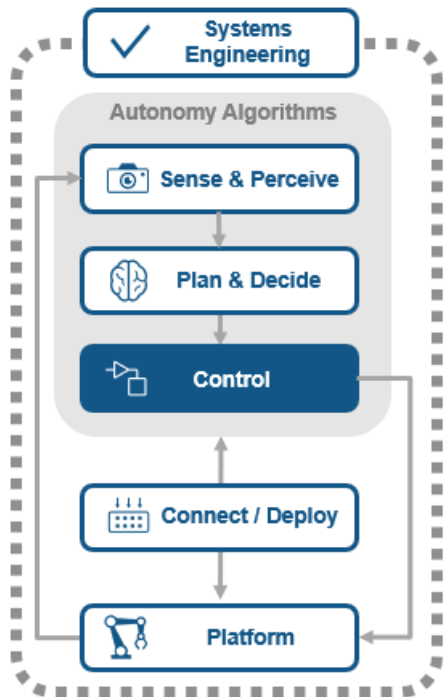 Systems
Engineering
Autonomy Algorithms
Sense & Perceive
Plan & Decide
Control
Connect / Deploy
Platform